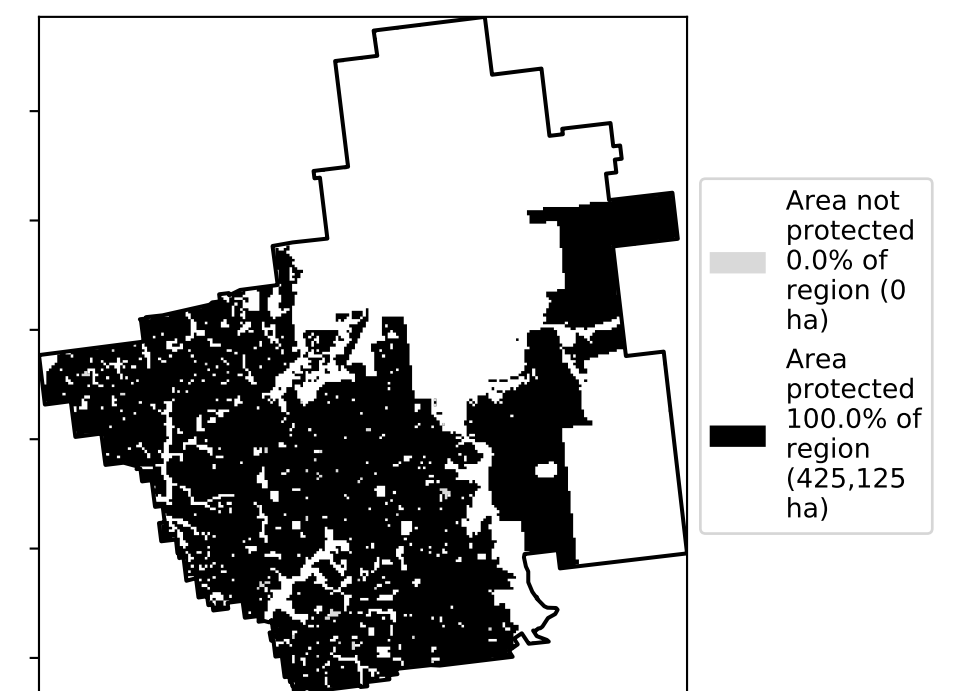 Area not
protected
0.0% of
region (0
ha)
Area
protected
100.0% of
region
(425,125
ha)